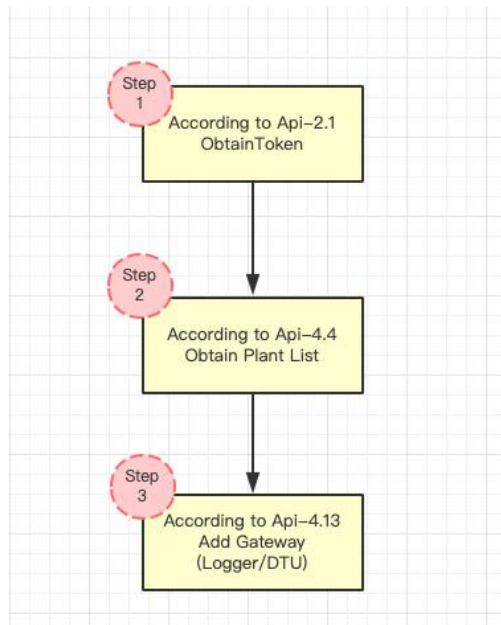 Step
1
According to Api-2.1
ObtainToken
Step
2
According to Api-4.4
Obtain Plant List
Step
3
According to Api-4.13
Add Gateway
(Logger/DTU)